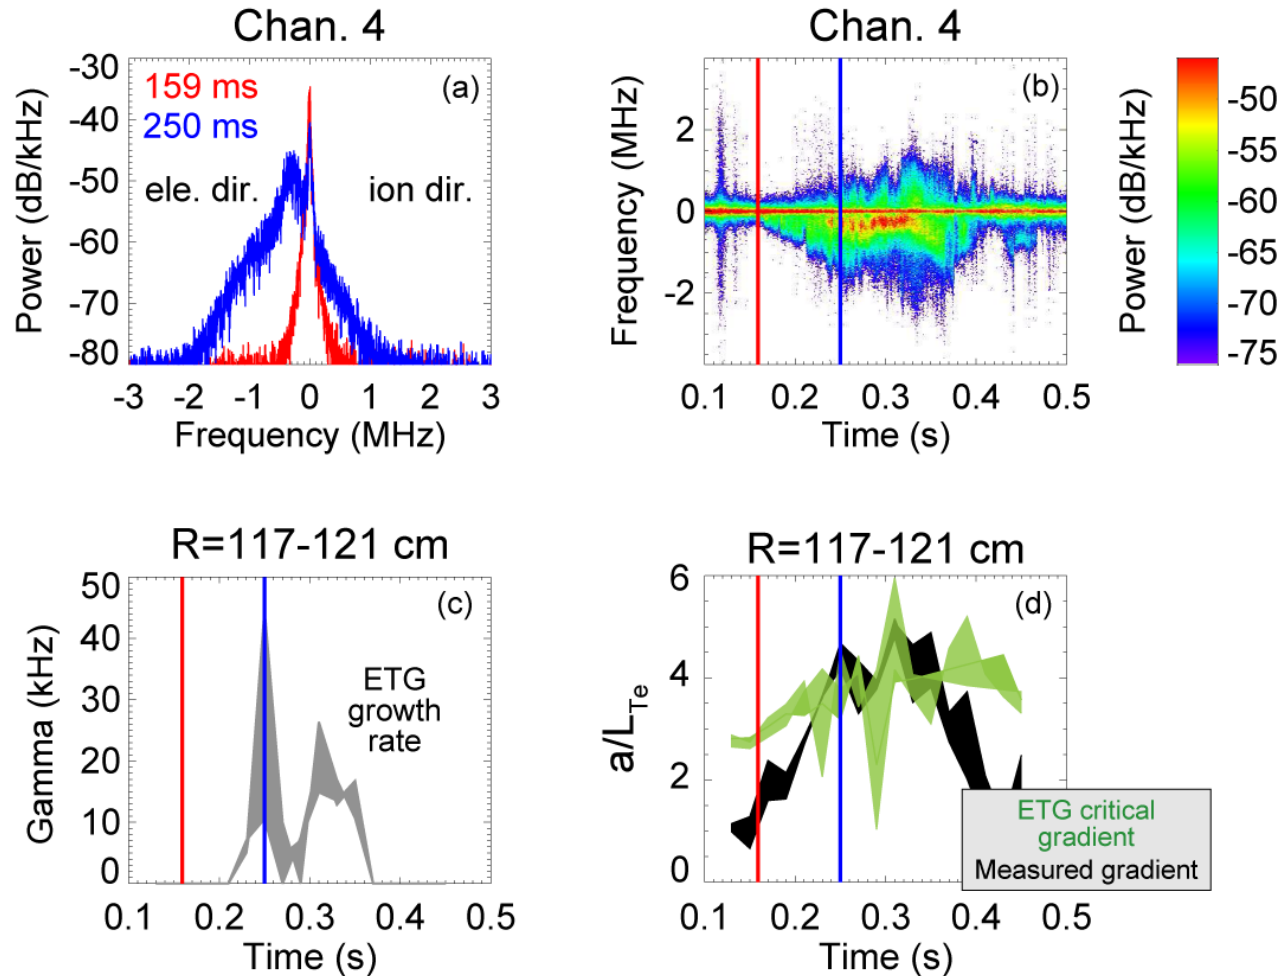 Chan. 4
Power (dB/kHz)
-30
-40
-50
-60
-70
-80
159 ms
250 ms
(a)
ele. dir.
ion dir.
-3 -2 -1 0 1 2 3
Frequency (MHz)
Chan. 4
Frequency (MHz)
2
0
-2
(b)
0.1 0.2 0.3 0.4 0.5
Time (s)
Power (dB/kHz)
-50
-55
-60
-65
-70
-75
R=117-121 cm
Gamma (kHz)
50
40
30
20
10
0
(c)
ETG
growth
rate
0.1 0.2 0.3 0.4 0.5
Time (s)
R=117-121 cm
a/L_Te
6
4
2
0
(d)
ETG critical
gradient
Measured gradient
0.1 0.2 0.3 0.4 0.5
Time (s)